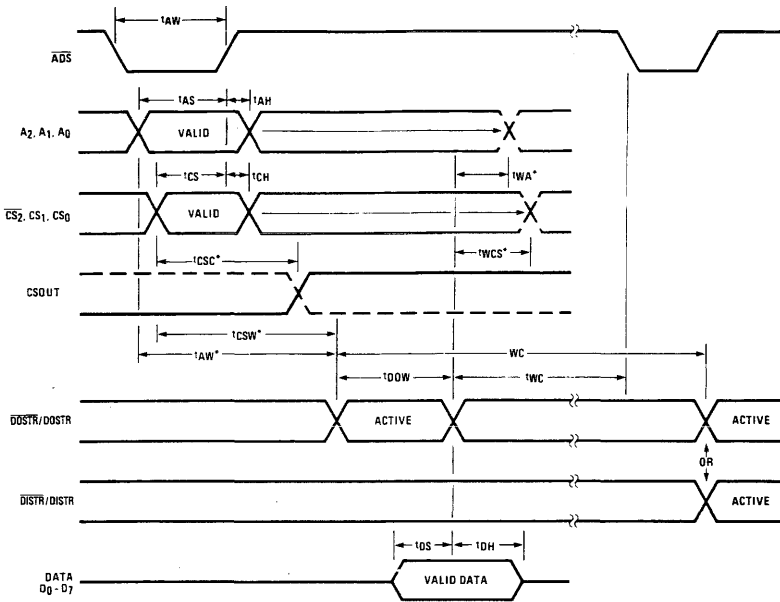 tAW
ADS
tAS
tAH
A2, A1, A0
VALID
tWA*
tCS
tCH
CS2, CS1, CS0
VALID
tWCS*
tCSC*
CSOUT
tCSW*
tAW*
WC
tDOW
tWC
DOSTR/DOSTR
ACTIVE
ACTIVE
OR
DISTR/DISTR
ACTIVE
tDS
tDH
DATA
D0 - D7
VALID DATA